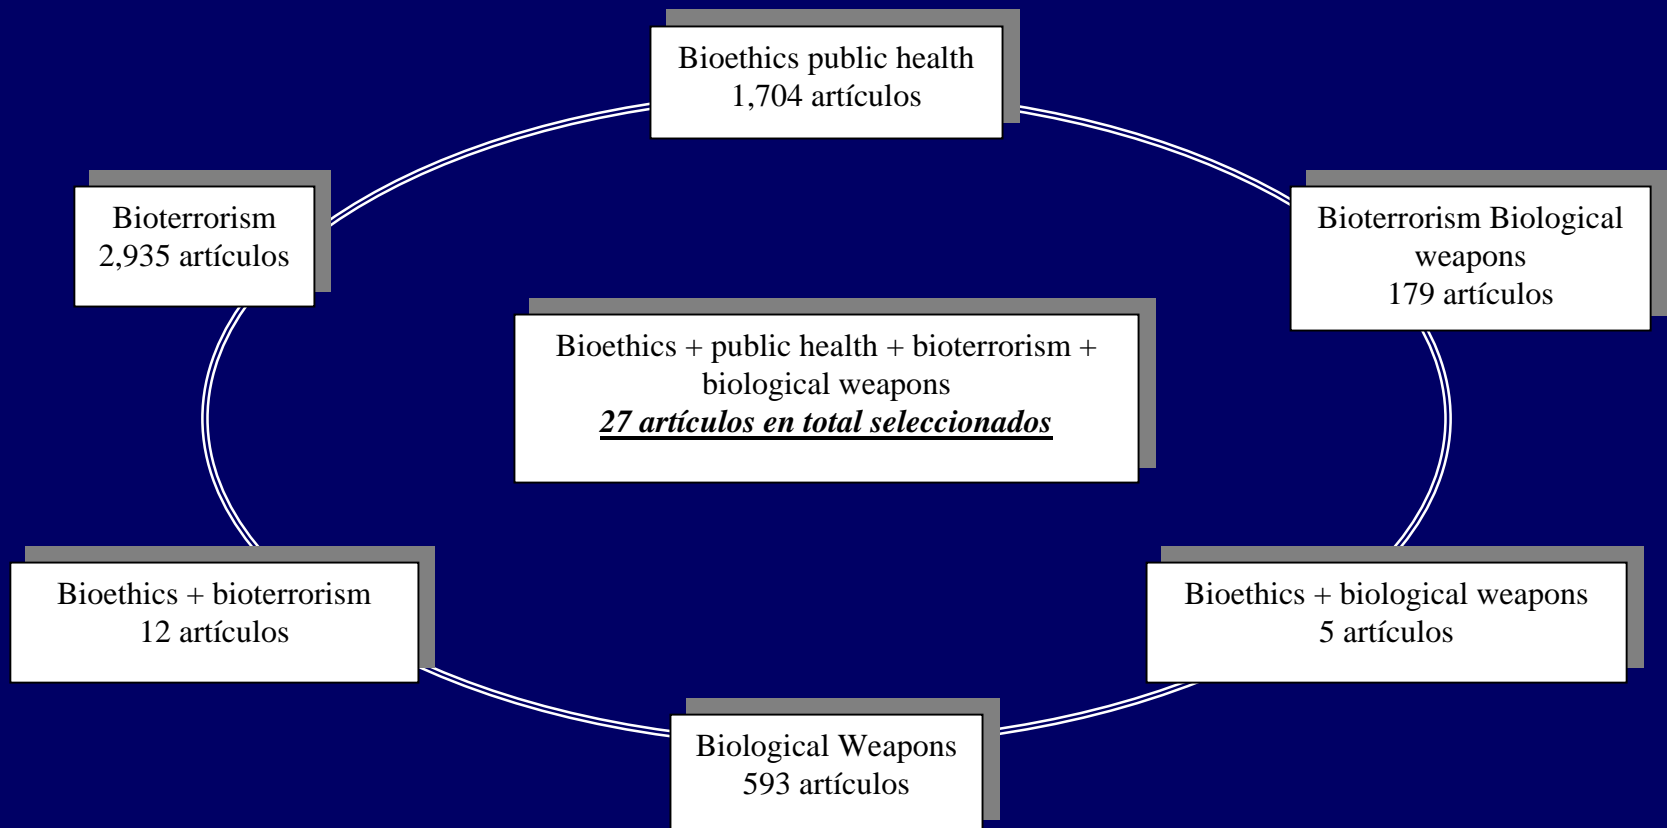 Bioethics public health
1,704 artículos
Bioterrorism
2,935 artículos
Bioterrorism Biological
weapons
179 artículos
Bioethics + public health + bioterrorism +
biological weapons
27 artículos en total seleccionados
Bioethics + bioterrorism
12 artículos
Bioethics + biological weapons
5 artículos
Biological Weapons
593 artículos